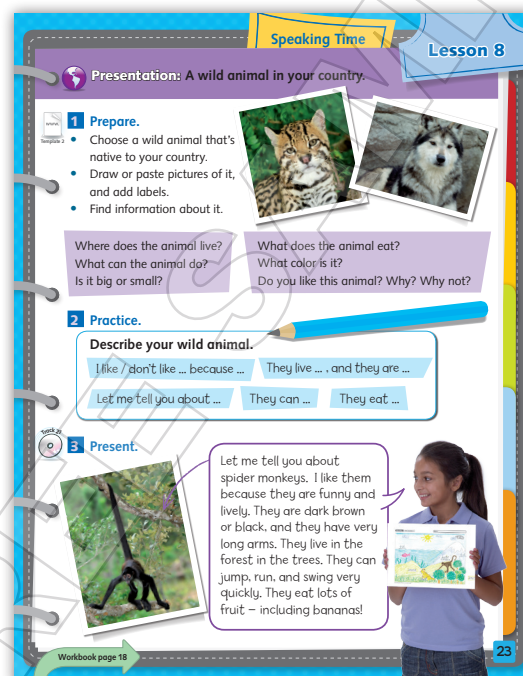 Speaking Time
Lesson 8
Presentation: A wild animal in your country.
1 Prepare.
Template 2
• Choose a wild animal that's
native to your country.
• Draw or paste pictures of it,
and add labels.
• Find information about it.
Where does the animal live?
What can the animal do?
Is it big or small?
What does the animal eat?
What color is it?
Do you like this animal? Why? Why not?
2 Practice.
Describe your wild animal.
I like / don't like ... because ...
They live ... , and they are ...
Let me tell you about ...
They can ...
They eat ...
3 Present.
Let me tell you about
spider monkeys. I like them
because they are funny and
lively. They are dark brown
or black, and they have very
long arms. They live in the
forest in the trees. They can
jump, run, and swing very
quickly. They eat lots of
fruit – including bananas!
Workbook page 18
23